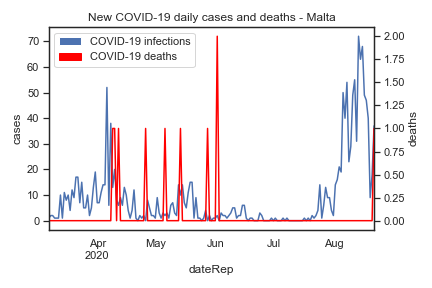 New COVID-19 daily cases and deaths - Malta
COVID-19 infections
COVID-19 deaths
70
60
50
40
30
20
10
0
cases
2.00
1.75
1.50
1.25
1.00
0.75
0.50
0.25
0.00
deaths
Apr May Jun Jul Aug
2020
dateRep